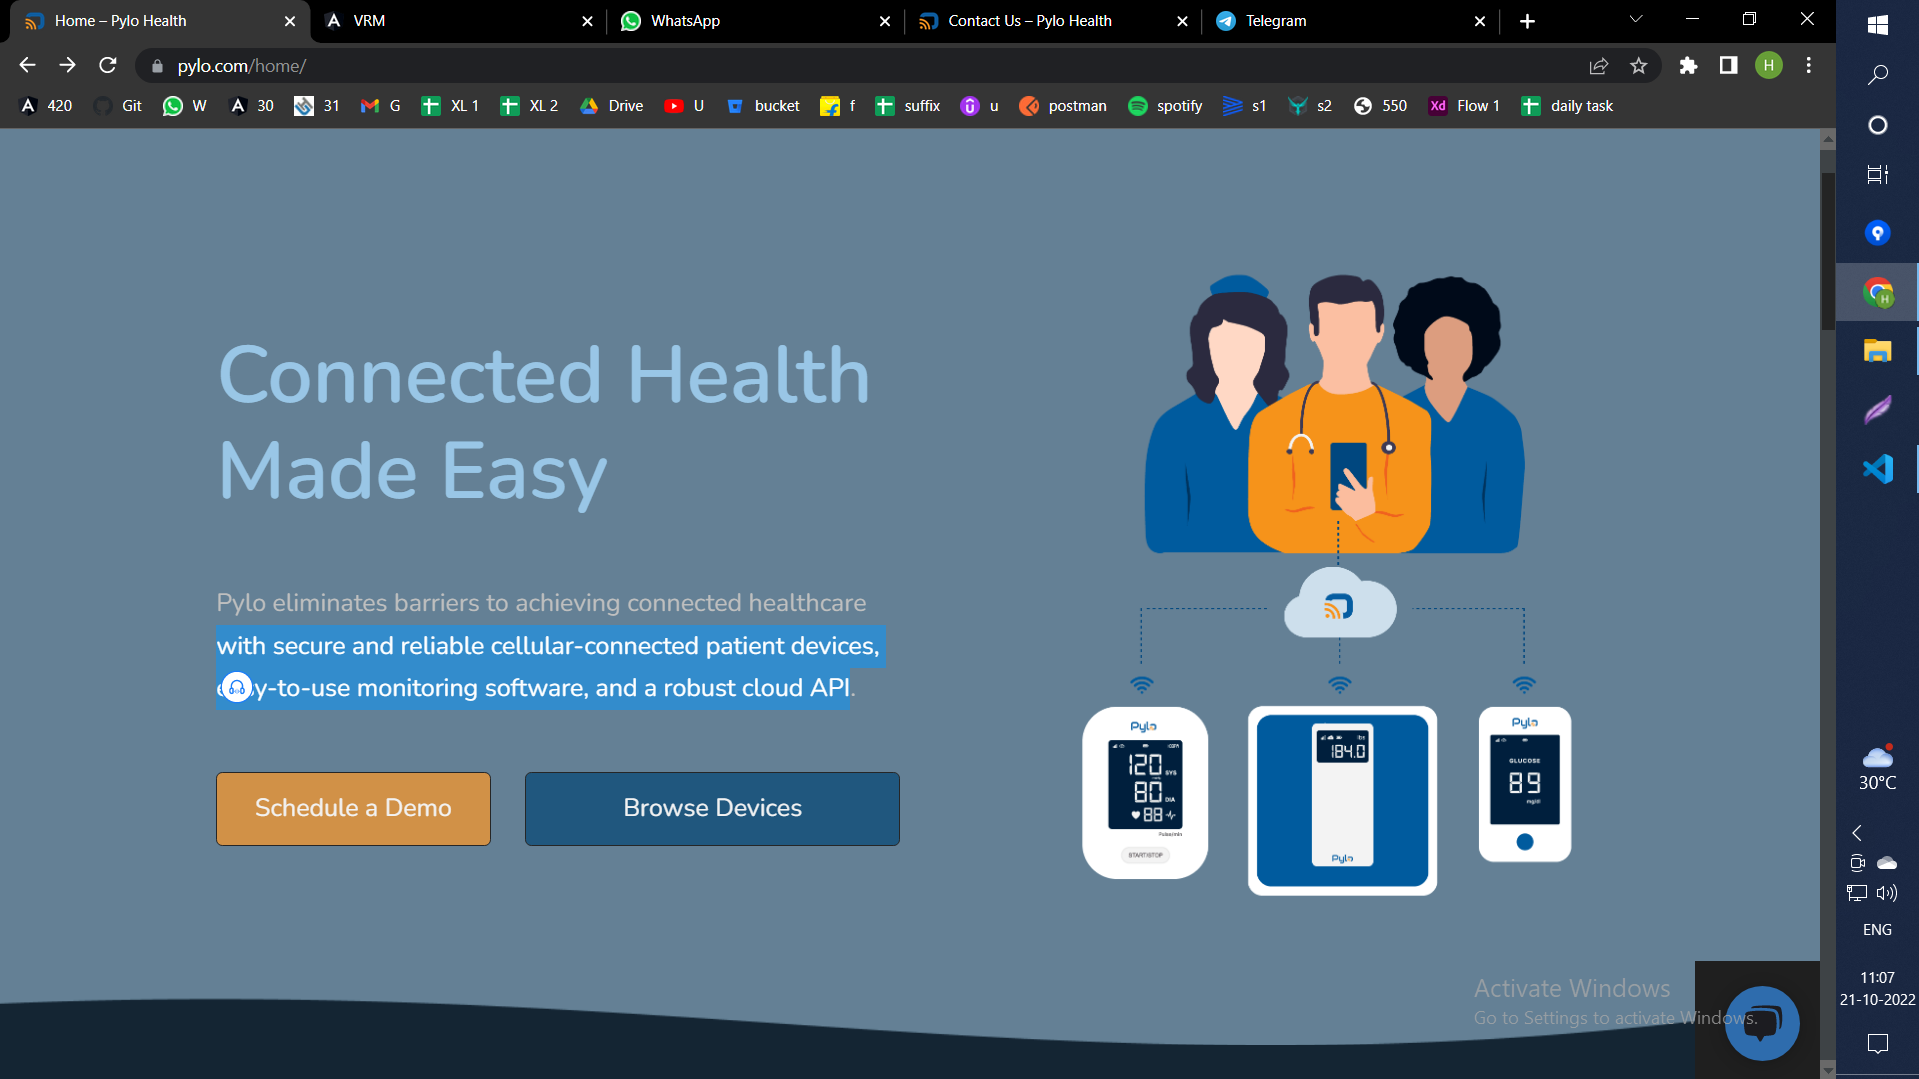 Home – Pylo Health
VRM
WhatsApp
Contact Us – Pylo Health
Telegram
pylo.com/home/
H
420
Git
W
30
31
G
XL 1
XL 2
Drive
U
bucket
f
suffix
u
postman
spotify
s1
s2
550
Xd
Flow 1
daily task
Connected Health
Made Easy
Pylo eliminates barriers to achieving connected healthcare
with secure and reliable cellular-connected patient devices,
-to-use monitoring software, and a robust cloud API.
Schedule a Demo
Browse Devices
Pylo
120 SYS
80 DIA
88
Pulse/min
START/STOP
lbs
184.0
Pylo
Pylo
GLUCOSE
89
mg/dl
Activate Windows
Go to Settings to activate Windows.
H
30°C
ENG
11:07
21-10-2022